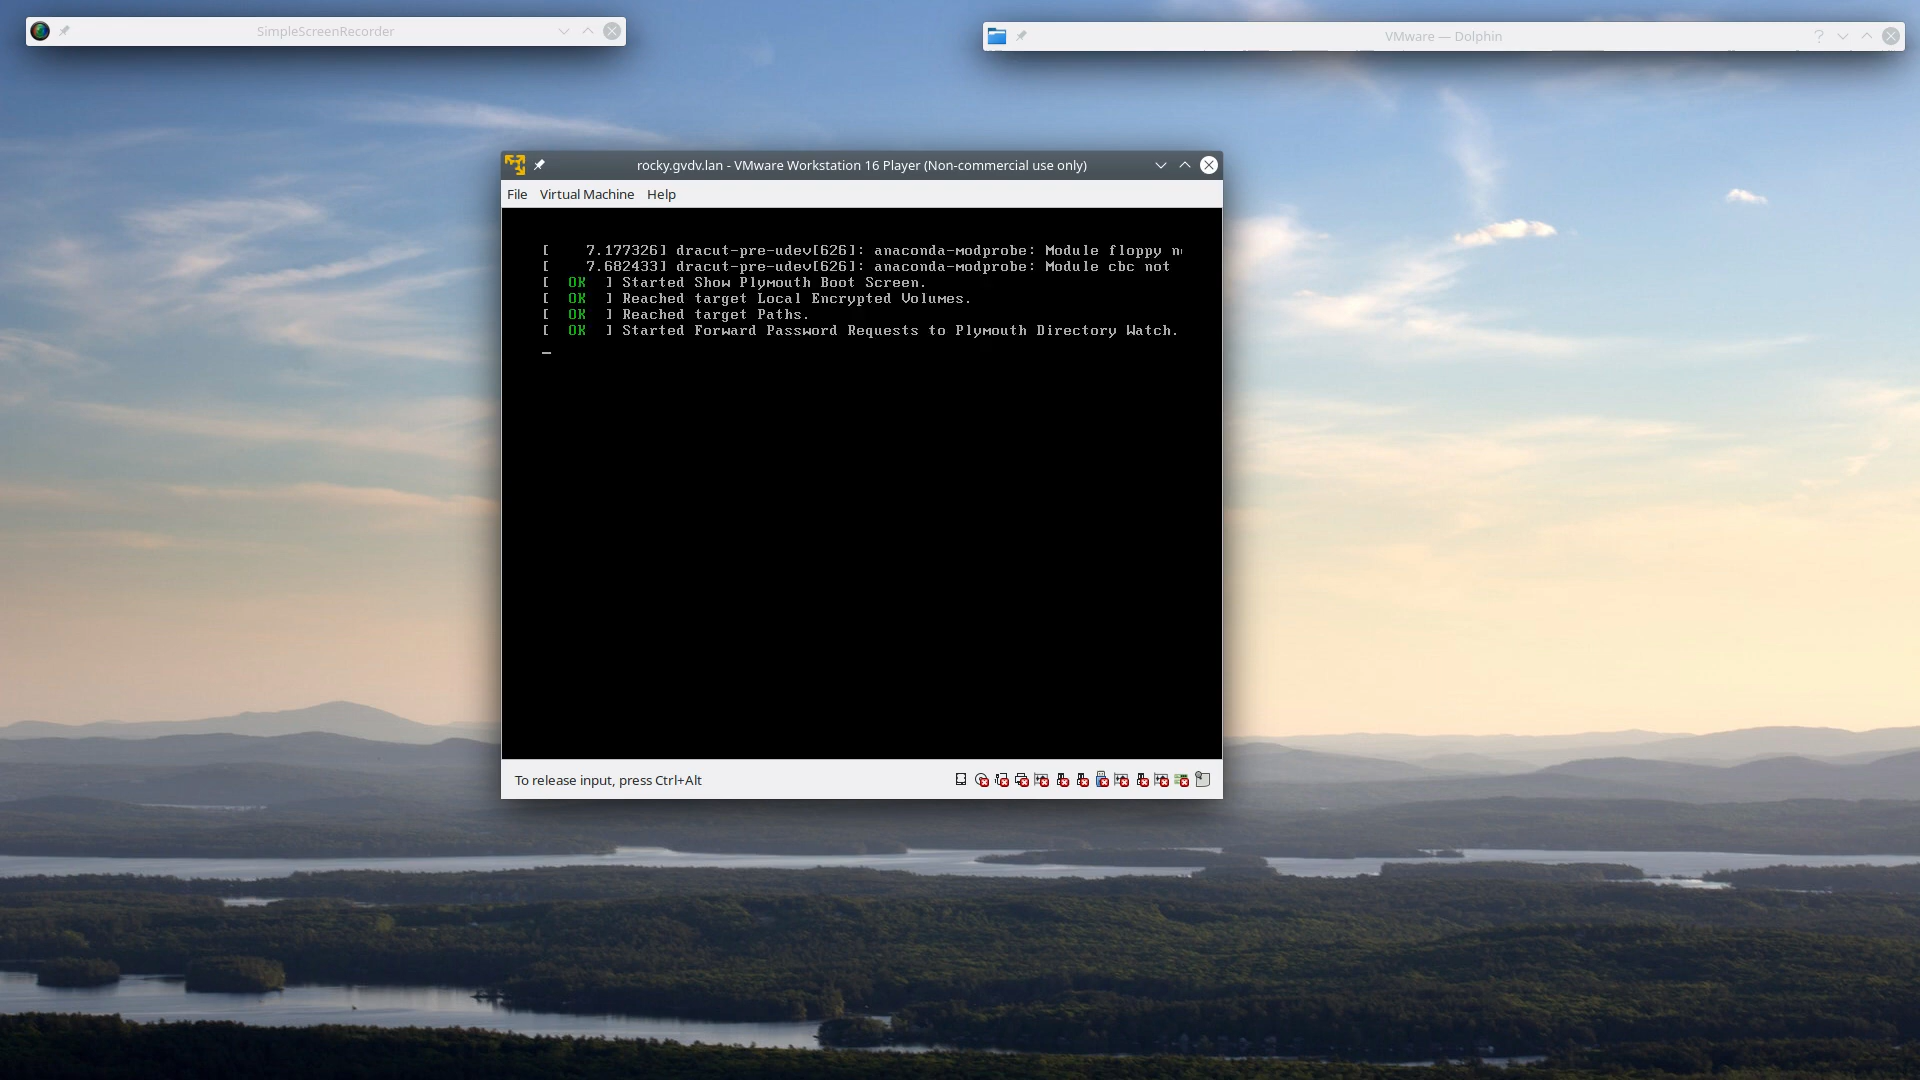 SimpleScreenRecorder
VMware — Dolphin
rocky.gvdv.lan - VMware Workstation 16 Player (Non-commercial use only)
File Virtual Machine Help
[    7.177326] dracut-pre-udev[626]: anaconda-modprobe: Module floppy
[    7.682433] dracut-pre-udev[626]: anaconda-modprobe: Module cbc not
[  OK  ] Started Show Plymouth Boot Screen.
[  OK  ] Reached target Local Encrypted Volumes.
[  OK  ] Reached target Paths.
[  OK  ] Started Forward Password Requests to Plymouth Directory Watch.
To release input, press Ctrl+Alt